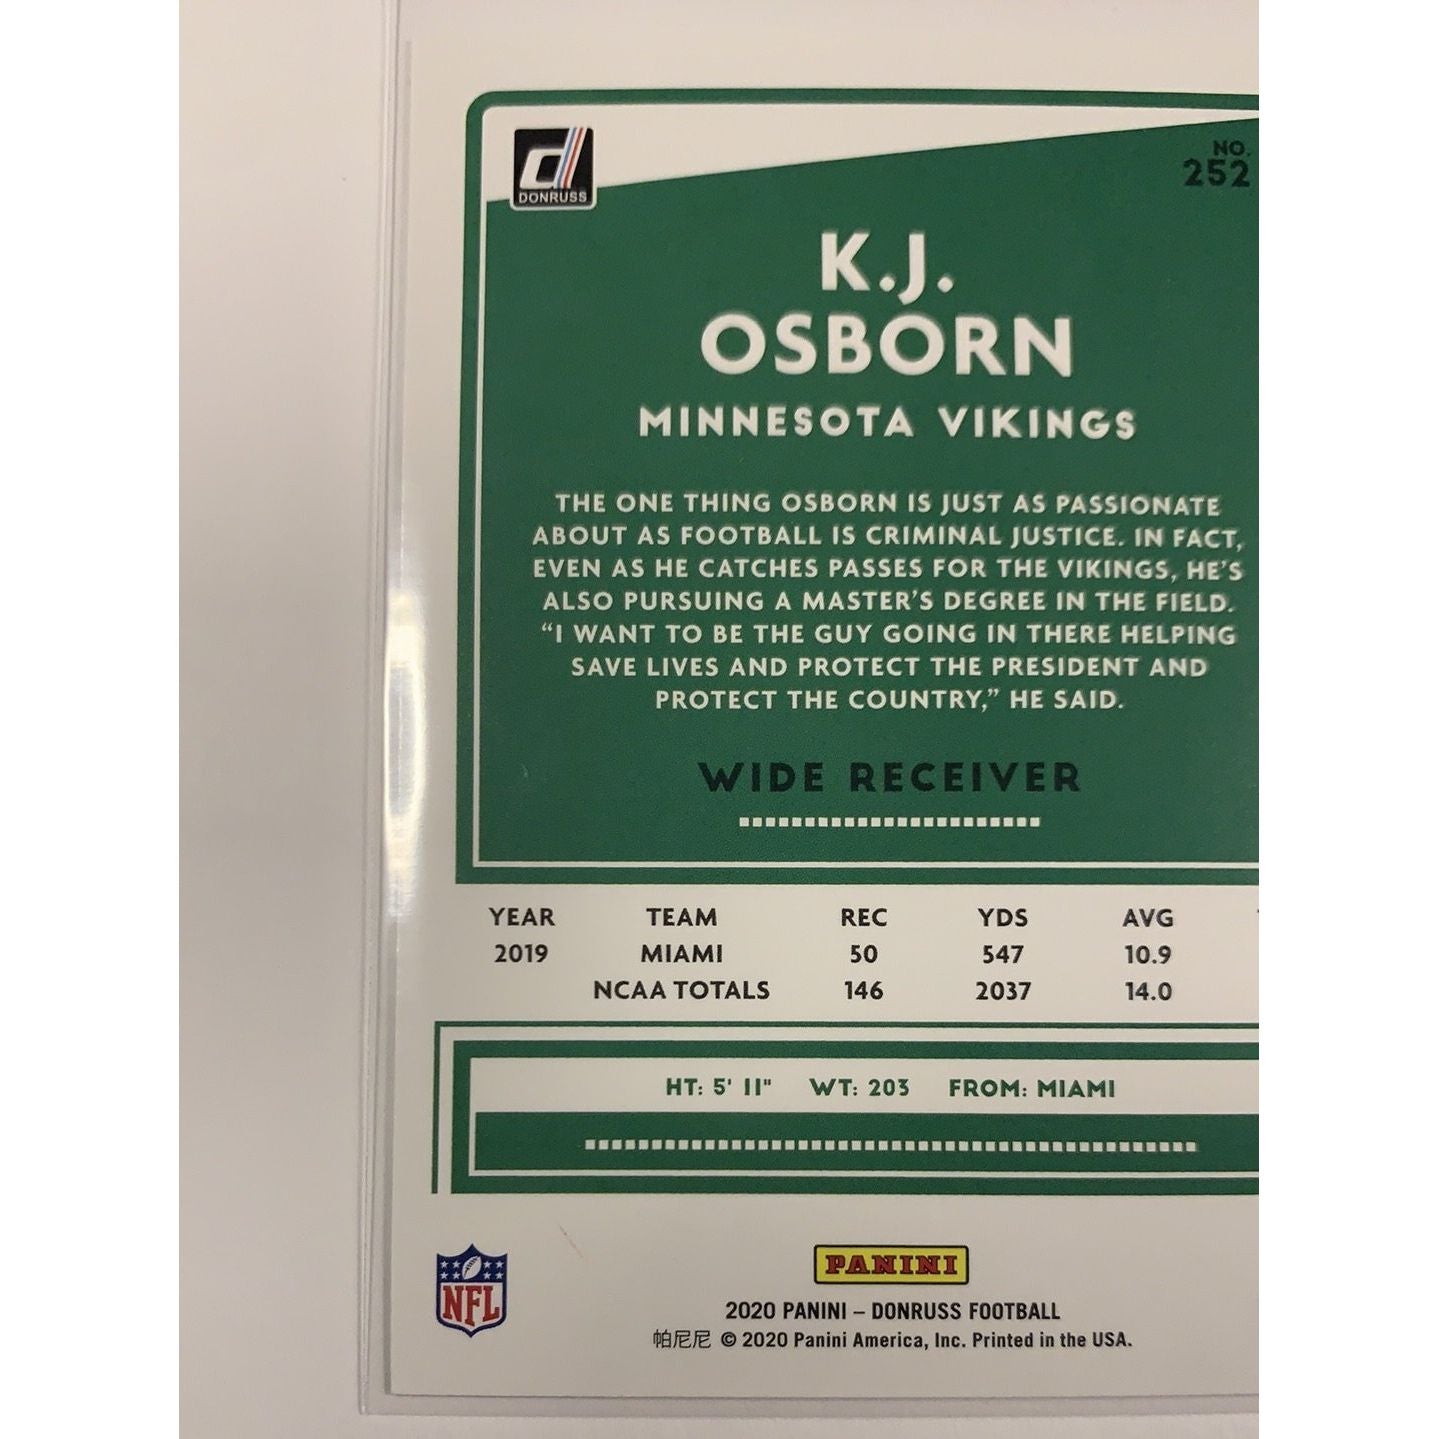 DONRUSS
NO.
252
K.J.
OSBORN
MINNESOTA VIKINGS
THE ONE THING OSBORN IS JUST AS PASSIONATE
ABOUT AS FOOTBALL IS CRIMINAL JUSTICE. IN FACT,
EVEN AS HE CATCHES PASSES FOR THE VIKINGS, HE'S
ALSO PURSUING A MASTER'S DEGREE IN THE FIELD.
“I WANT TO BE THE GUY GOING IN THERE HELPING
SAVE LIVES AND PROTECT THE PRESIDENT AND
PROTECT THE COUNTRY,” HE SAID.
WIDE RECEIVER
YEAR TEAM REC YDS AVG
2019 MIAMI 50 547 10.9
NCAA TOTALS 146 2037 14.0
HT: 5' 11" WT: 203 FROM: MIAMI
NFL
PANINI
2020 PANINI – DONRUSS FOOTBALL
帕尼尼 © 2020 Panini America, Inc. Printed in the USA.